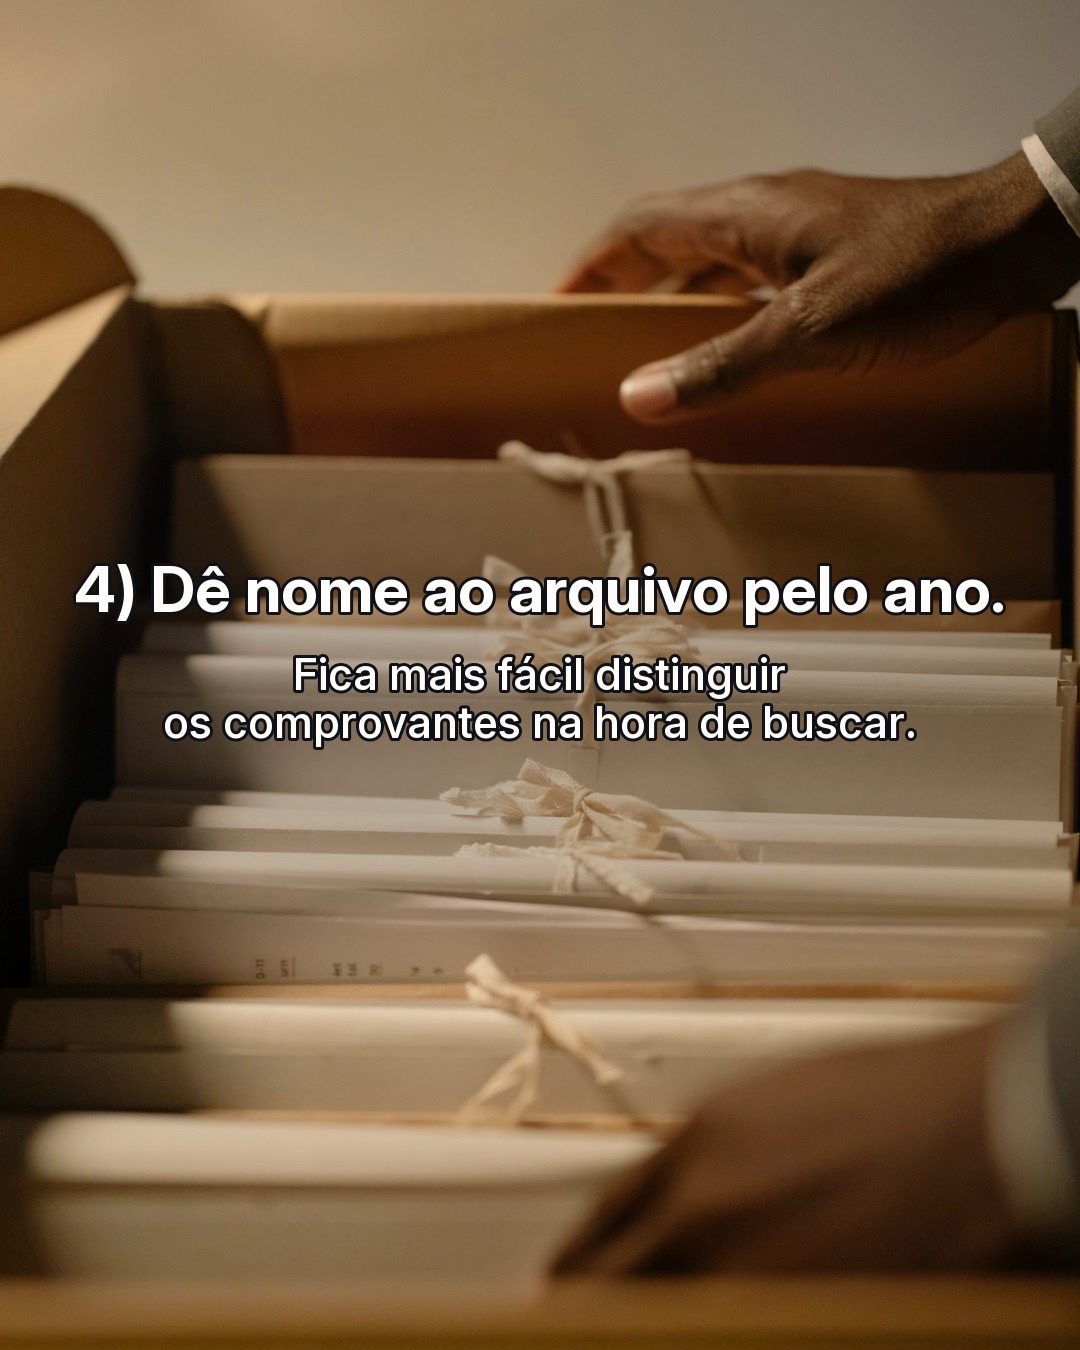 4) Dê nome ao arquivo pelo ano.
Fica mais fácil distinguir
os comprovantes na hora de buscar.